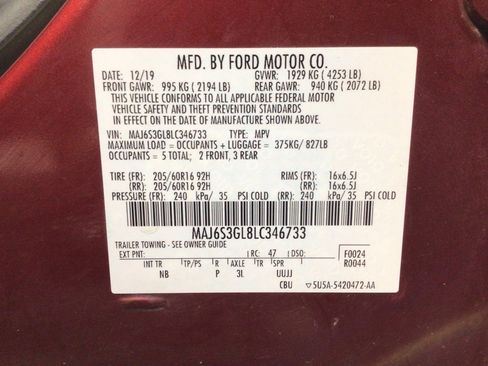 MFD. BY FORD MOTOR CO.
DATE: 12/19 GVWR: 1929 KG ( 4253 LB)
FRONT GAWR: 995 KG ( 2194 LB) REAR GAWR: 940 KG ( 2072 LB)
THIS VEHICLE CONFORMS TO ALL APPLICABLE FEDERAL MOTOR
VEHICLE SAFETY AND THEFT PREVENTION STANDARDS
IN EFFECT ON THE DATE OF MANUFACTURE SHOWN ABOVE.
VIN: MAJ6S3GL8LC346733 TYPE: MPV
MAXIMUM LOAD = OCCUPANTS + LUGGAGE = 375KG/ 827LB
OCCUPANTS = 5 TOTAL; 2 FRONT, 3 REAR
TIRE (FR): 205/60R16 92H RIMS (FR): 16x6.5J
(RR): 205/60R16 92H (RR): 16x6.5J
PRESSURE (FR): 240 kPa/ 35 PSI COLD (RR): 240 kPa/ 35 PSI COLD
MAJ6S3GL8LC346733
TRAILER TOWING - SEE OWNER GUIDE
EXT PNT: RC: 47 DSO: F0024
R0044
INT TR TP/PS R AXLE TR SPR
NB P 3L UUJJ
CBU ▽5U5A-5420472-AA